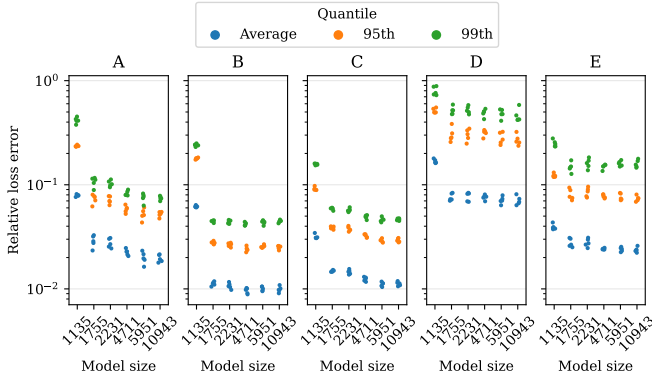 Quantile
Average 95th 99th
A B C D E
Relative loss error
10⁰
10⁻¹
10⁻²
1135 1755 2231 4711 5951 10943
1135 1755 2231 4711 5951 10943
1135 1755 2231 4711 5951 10943
1135 1755 2231 4711 5951 10943
1135 1755 2231 4711 5951 10943
Model size Model size Model size Model size Model size